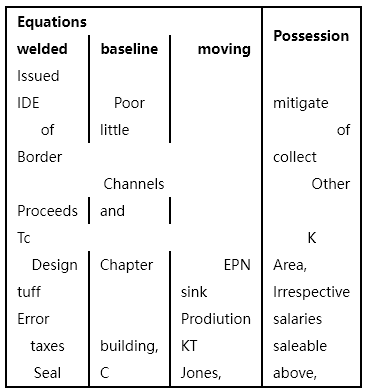 Equations
Possession
welded baseline moving
Issued
IDE Poor mitigate
of little of
Border collect
Channels Other
Proceeds and
Tc K
Design Chapter EPN Area,
tuff sink Irrespective
Error Prodiution salaries
taxes building, KT saleable
Seal C Jones, above,